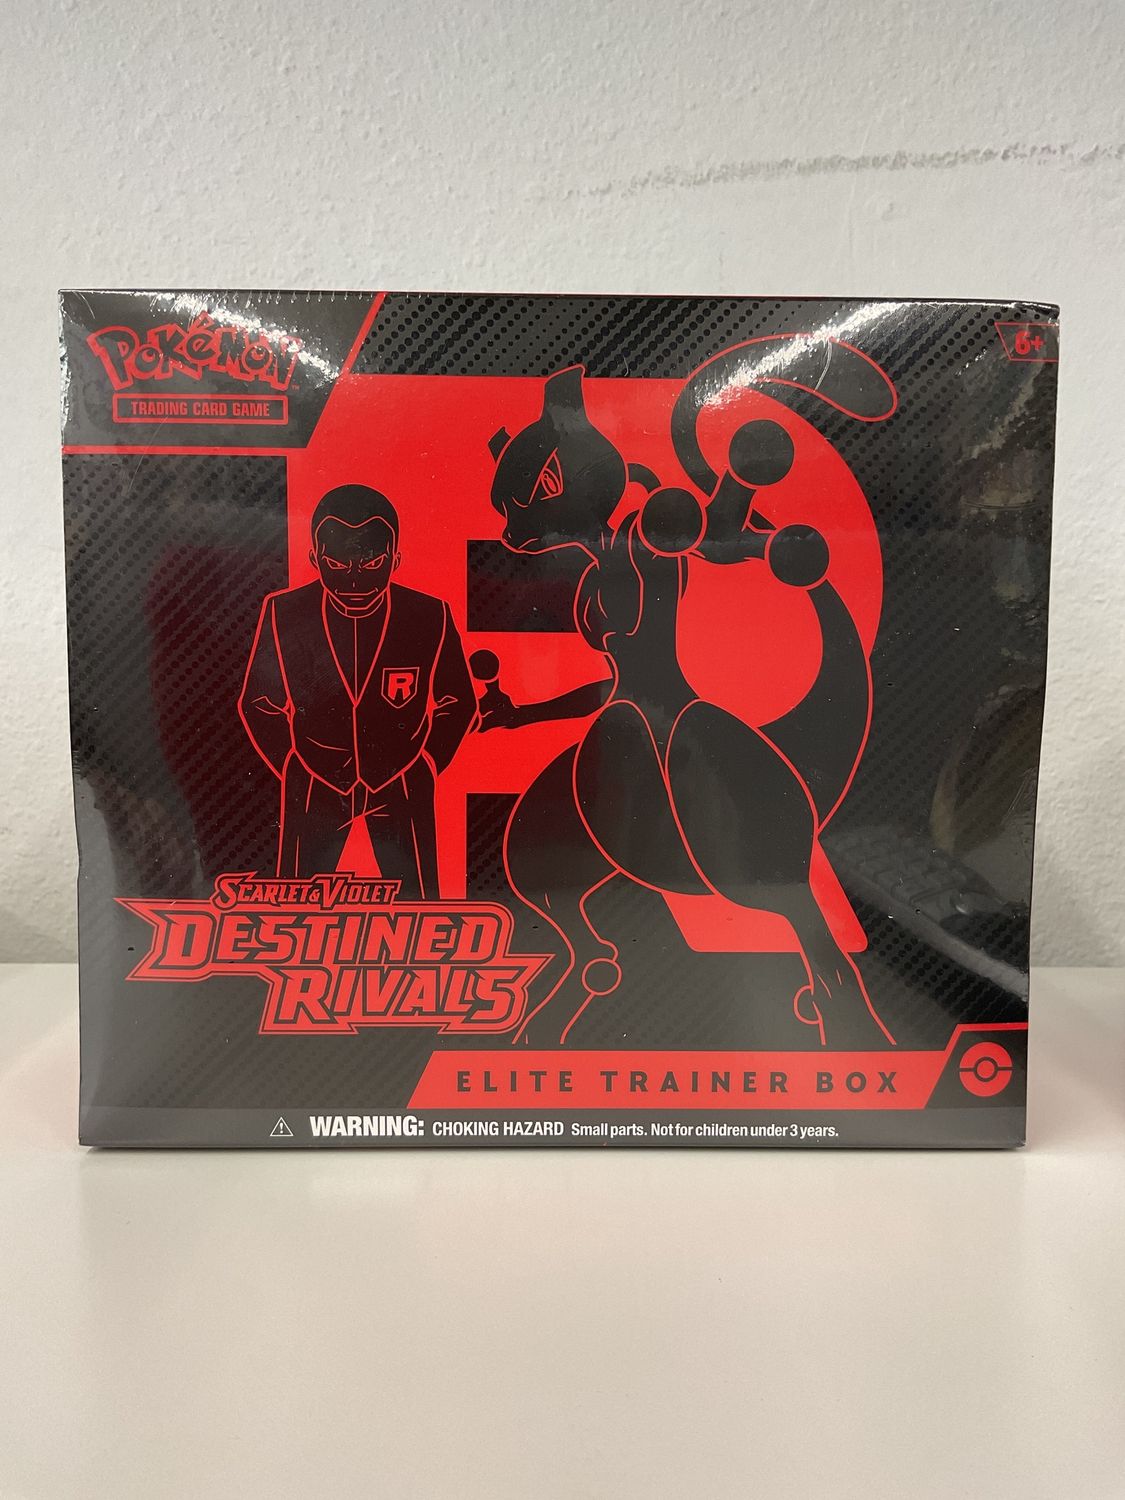 POKéMON
TRADING CARD GAME
6+
R
SCARLET & VIOLET
DESTINED
RIVALS
ELITE TRAINER BOX
WARNING: CHOKING HAZARD Small parts. Not for children under 3 years.